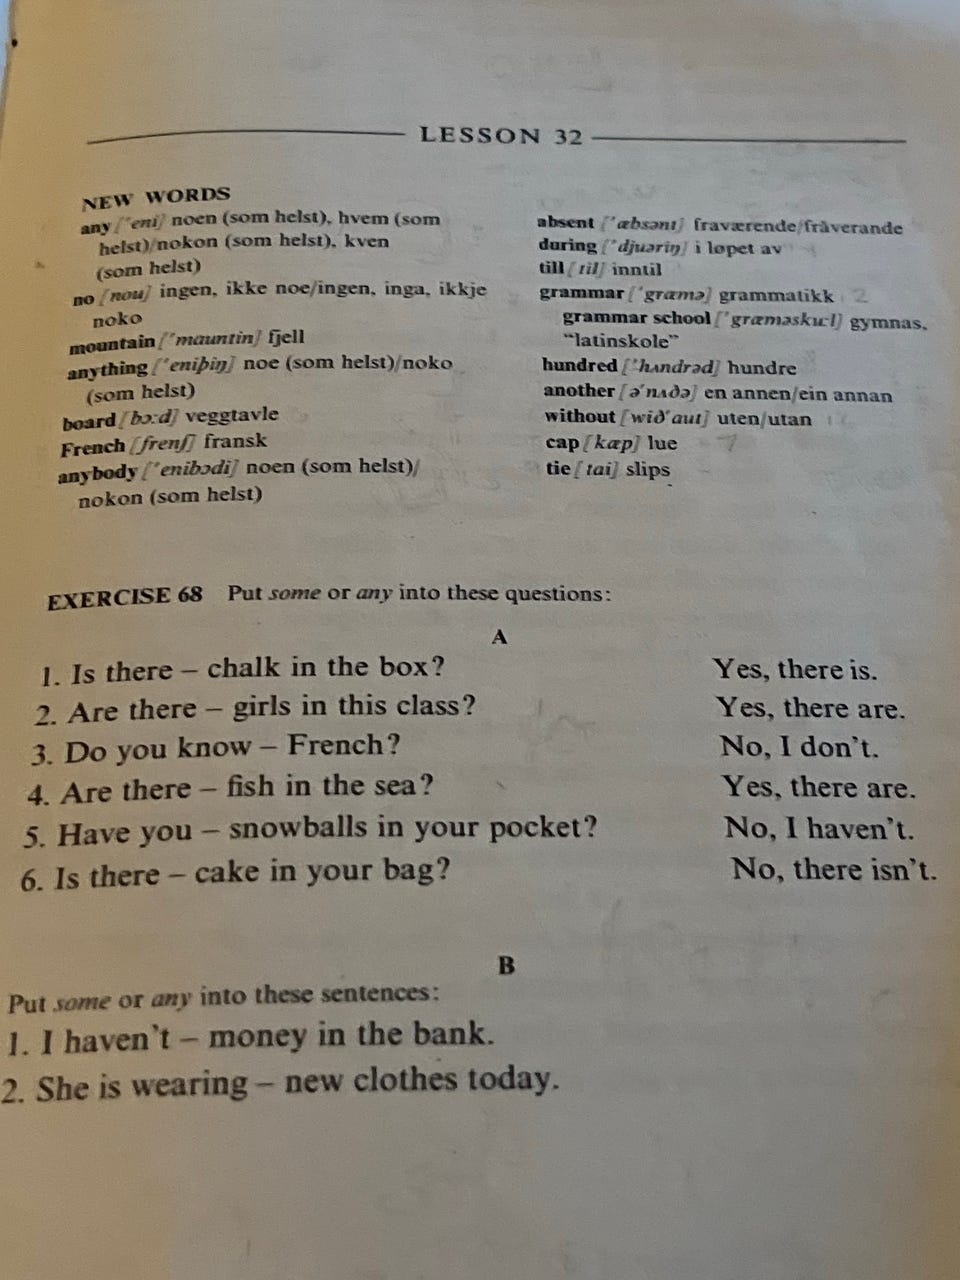 LESSON 32
NEW WORDS
any ['eni] noen (som helst), hvem (som
helst)/nokon (som helst), kven
(som helst)
no [nou] ingen, ikke noe/ingen, inga, ikkje
noko
mountain ['mauntin] fjell
anything ['eniþiŋ] noe (som helst)/noko
(som helst)
board [bɔ:d] veggtavle
French [frenʃ] fransk
anybody ['enibɔdi] noen (som helst)/
nokon (som helst)
absent ['æbsənt] fraværende/fråverande
during ['djuəriŋ] i løpet av
till [til] inntil
grammar ['græmə] grammatikk
grammar school ['græməsku:l] gymnas,
“latinskole”
hundred ['hʌndrəd] hundre
another [ə'nʌðə] en annen/ein annan
without [wið'aut] uten/utan
cap [kæp] lue
tie [tai] slips
EXERCISE 68 Put some or any into these questions:
A
1. Is there – chalk in the box? Yes, there is.
2. Are there – girls in this class? Yes, there are.
3. Do you know – French? No, I don't.
4. Are there – fish in the sea? Yes, there are.
5. Have you – snowballs in your pocket? No, I haven't.
6. Is there – cake in your bag? No, there isn't.
B
Put some or any into these sentences:
1. I haven't – money in the bank.
2. She is wearing – new clothes today.